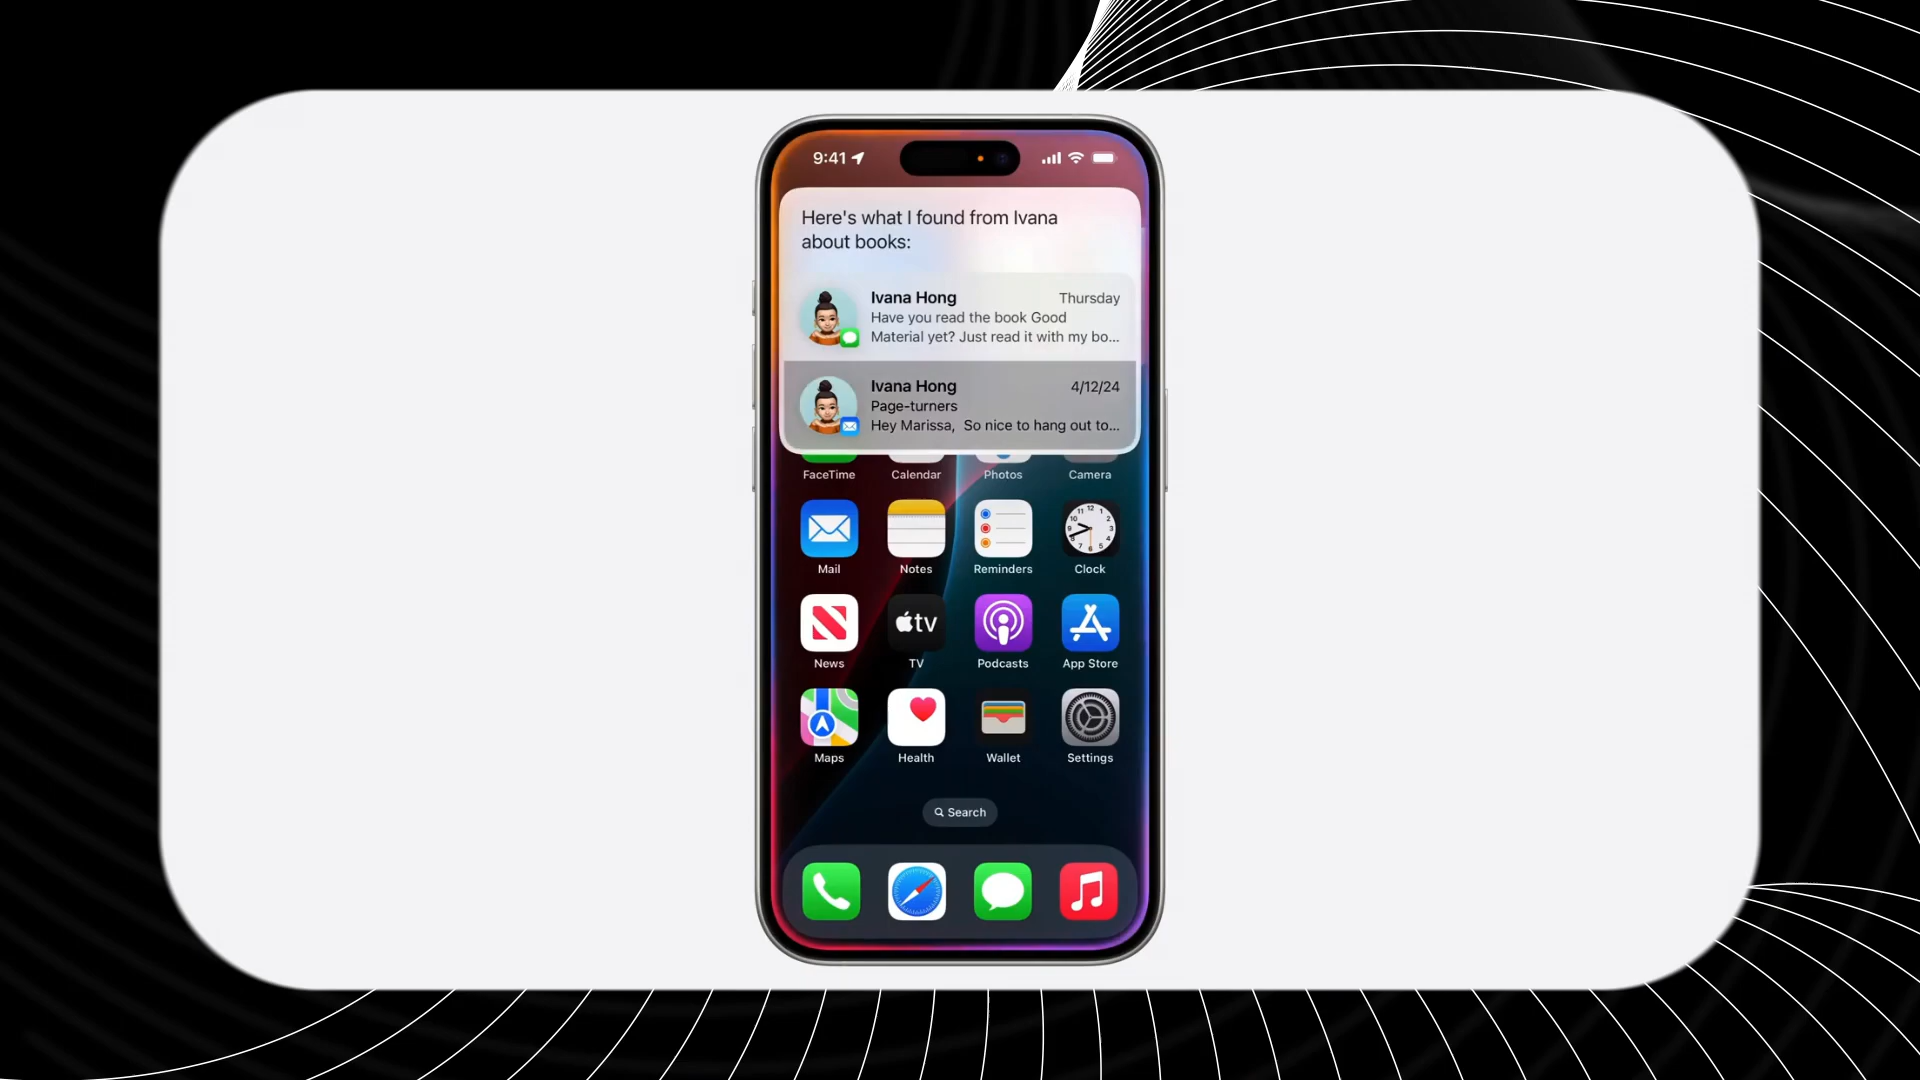 9:41
Here's what I found from Ivana
about books:
Ivana Hong Thursday
Have you read the book Good
Material yet? Just read it with my bo...
Ivana Hong 4/12/24
Page-turners
Hey Marissa, So nice to hang out to...
FaceTime Calendar Photos Camera
Mail Notes Reminders Clock
tv
News TV Podcasts App Store
Maps Health Wallet Settings
Search